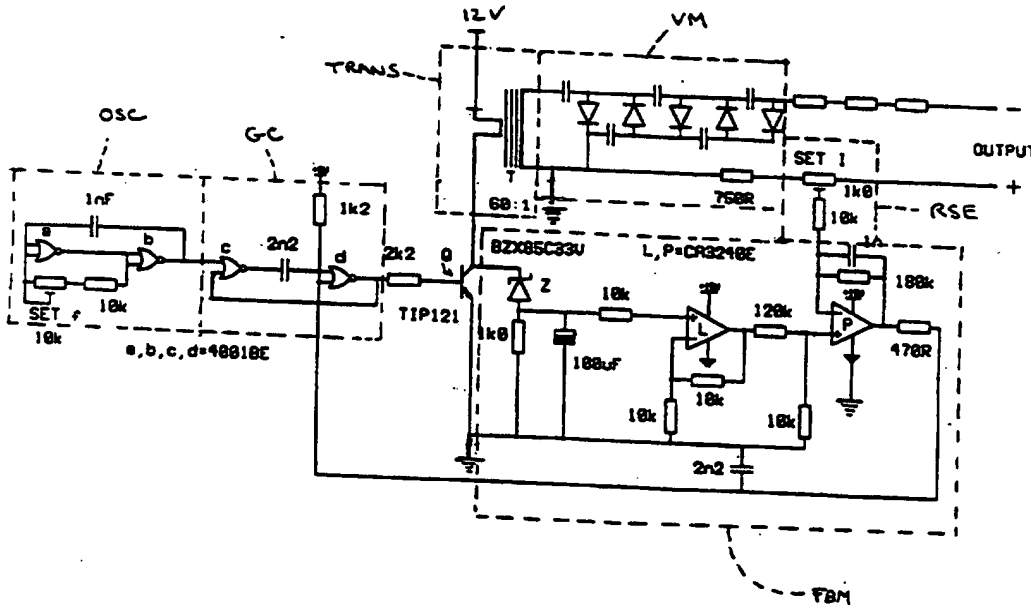 12V
VM
TRANS
OSC
GC
SET I
OUTPUT
1nF
1k2
T
750R
1k0
60:1
10k
RSE
a
b
c
2n2
d
2k2
Q
BZX85C33V
L,P=CA3240E
10k
SET f
10k
a,b,c,d=4001BE
TIP121
Z
1k0
100uF
10k
L
120k
P
180k
470R
10k
10k
10k
2n2
FBM